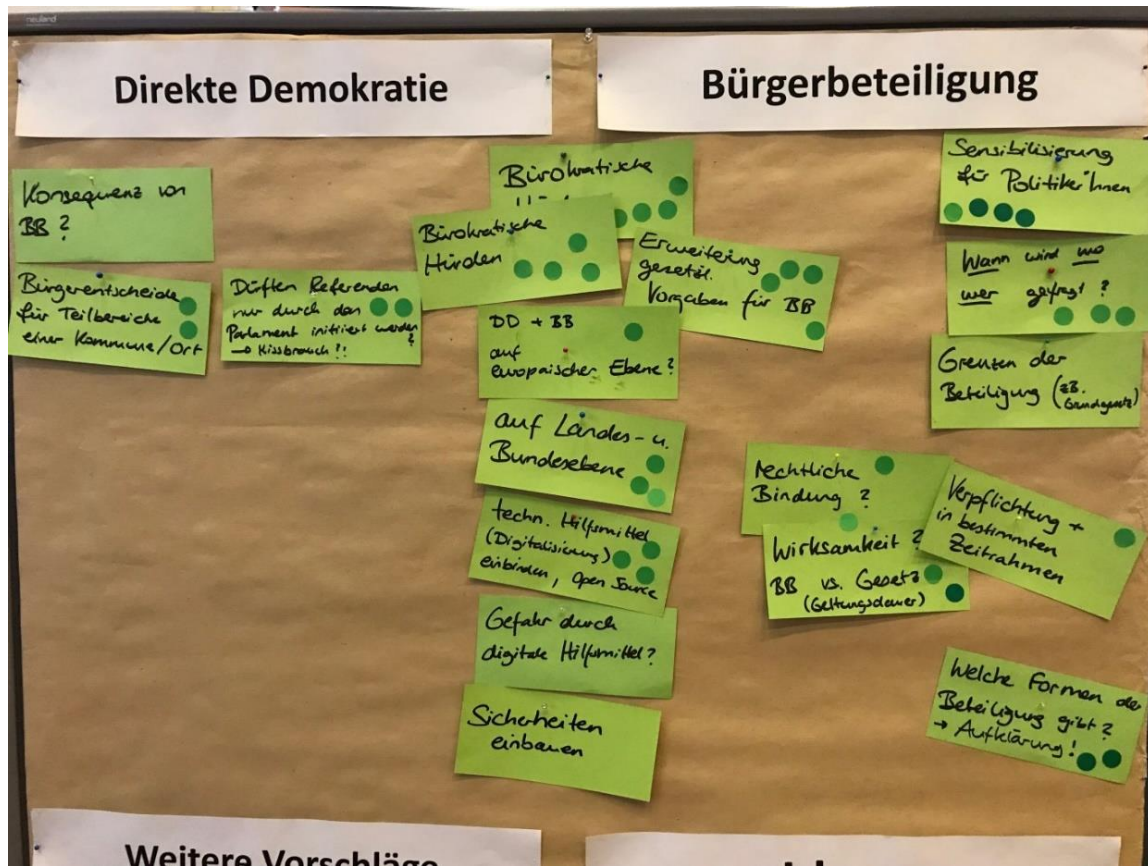 neuland
Direkte Demokratie
Bürgerbeteiligung
Konsequenz von
BB ?
Bürgerentscheide
für Teilbereiche
einer Kommune/Ort
Dürften Referenden
nur durch das
Parlament initiiert werden
?
→ Missbrauch !!
Bürokratische
Bürokratische
Hürden
Erweiterung
gesetzl.
Vorgaben für BB
DD + BB
auf
europäischer Ebene ?
auf Landes- u.
Bundesebene
techn. Hilfsmittel
(Digitalisierung)
einbinden, Open Source
Gefahr durch
digitale Hilfsmittel ?
Sicherheiten
einbauen
Sensibilisierung
für Politiker*Innen
Wann wird wo
wer gefragt ?
Grenzen der
Beteiligung (zB.
Grundgesetz)
rechtliche
Bindung ?
Wirksamkeit ?
BB vs. Gesetz
(Geltungsdauer)
Verpflichtung +
in bestimmten
Zeitrahmen
Welche Formen der
Beteiligung gibt ?
→ Aufklärung !
Weitere Vorschläge